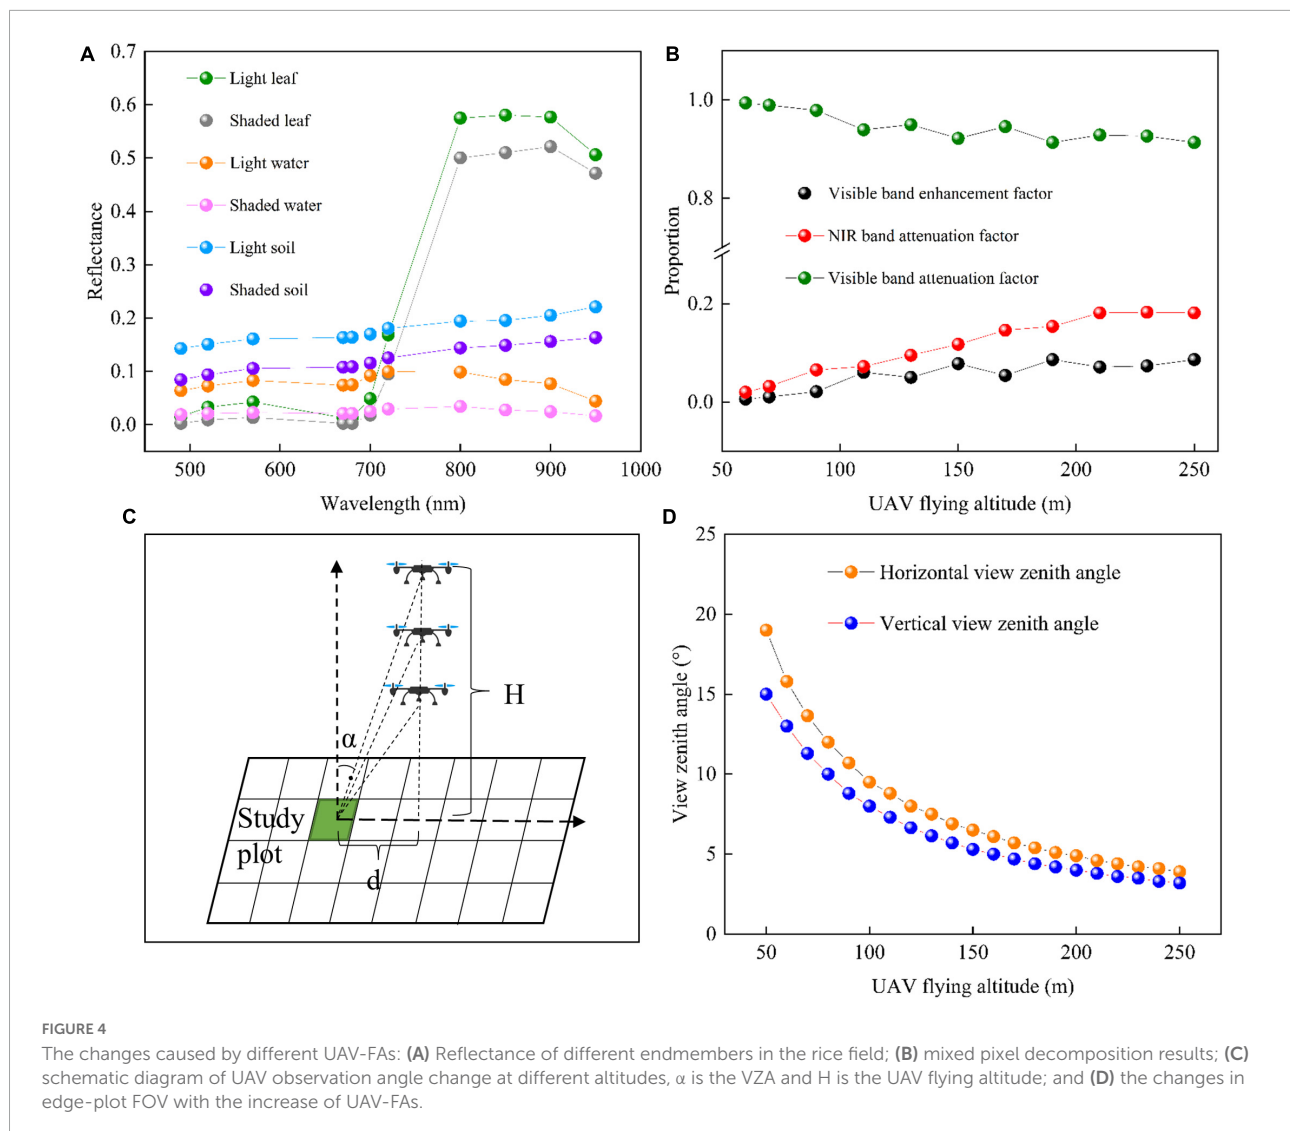 A
0.7
0.6
0.5
0.4
0.3
0.2
0.1
0.0
Reflectance
Light leaf
Shaded leaf
Light water
Shaded water
Light soil
Shaded soil
500 600 700 800 900 1000
Wavelength (nm)
B
1.0
0.8
0.2
0.0
Proportion
Visible band enhancement factor
NIR band attenuation factor
Visible band attenuation factor
50 100 150 200 250
UAV flying altitude (m)
C
H
α
Study
plot
d
D
25
20
15
10
5
0
View zenith angle (°)
Horizontal view zenith angle
Vertical view zenith angle
50 100 150 200 250
UAV flying altitude (m)
FIGURE 4
The changes caused by different UAV-FAs: (A) Reflectance of different endmembers in the rice field; (B) mixed pixel decomposition results; (C)
schematic diagram of UAV observation angle change at different altitudes, α is the VZA and H is the UAV flying altitude; and (D) the changes in
edge-plot FOV with the increase of UAV-FAs.